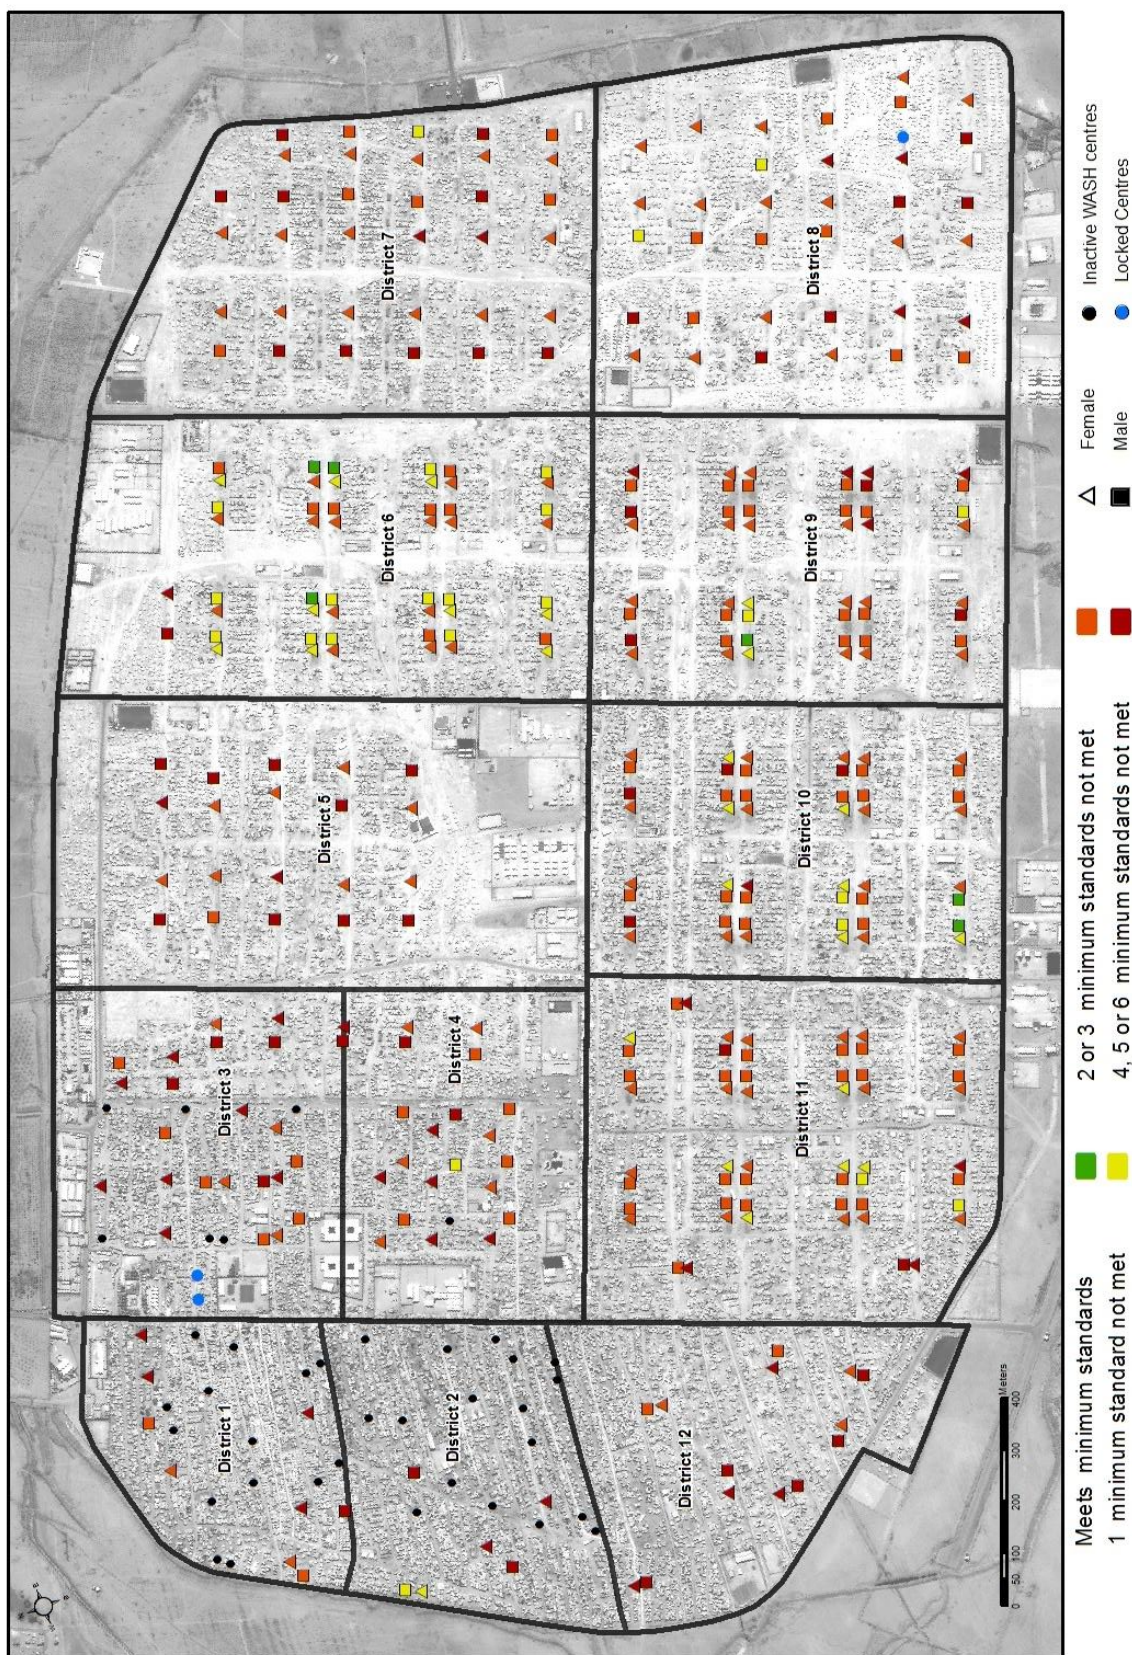 District 1
District 2
District 12
District 3
District 4
District 11
District 5
District 10
District 6
District 9
District 7
District 8
0 50 100 200 300 400
Meters
Meets minimum standards
1 minimum standard not met
2 or 3 minimum standards not met
4, 5 or 6 minimum standards not met
Female
Male
Inactive WASH centres
Locked Centres